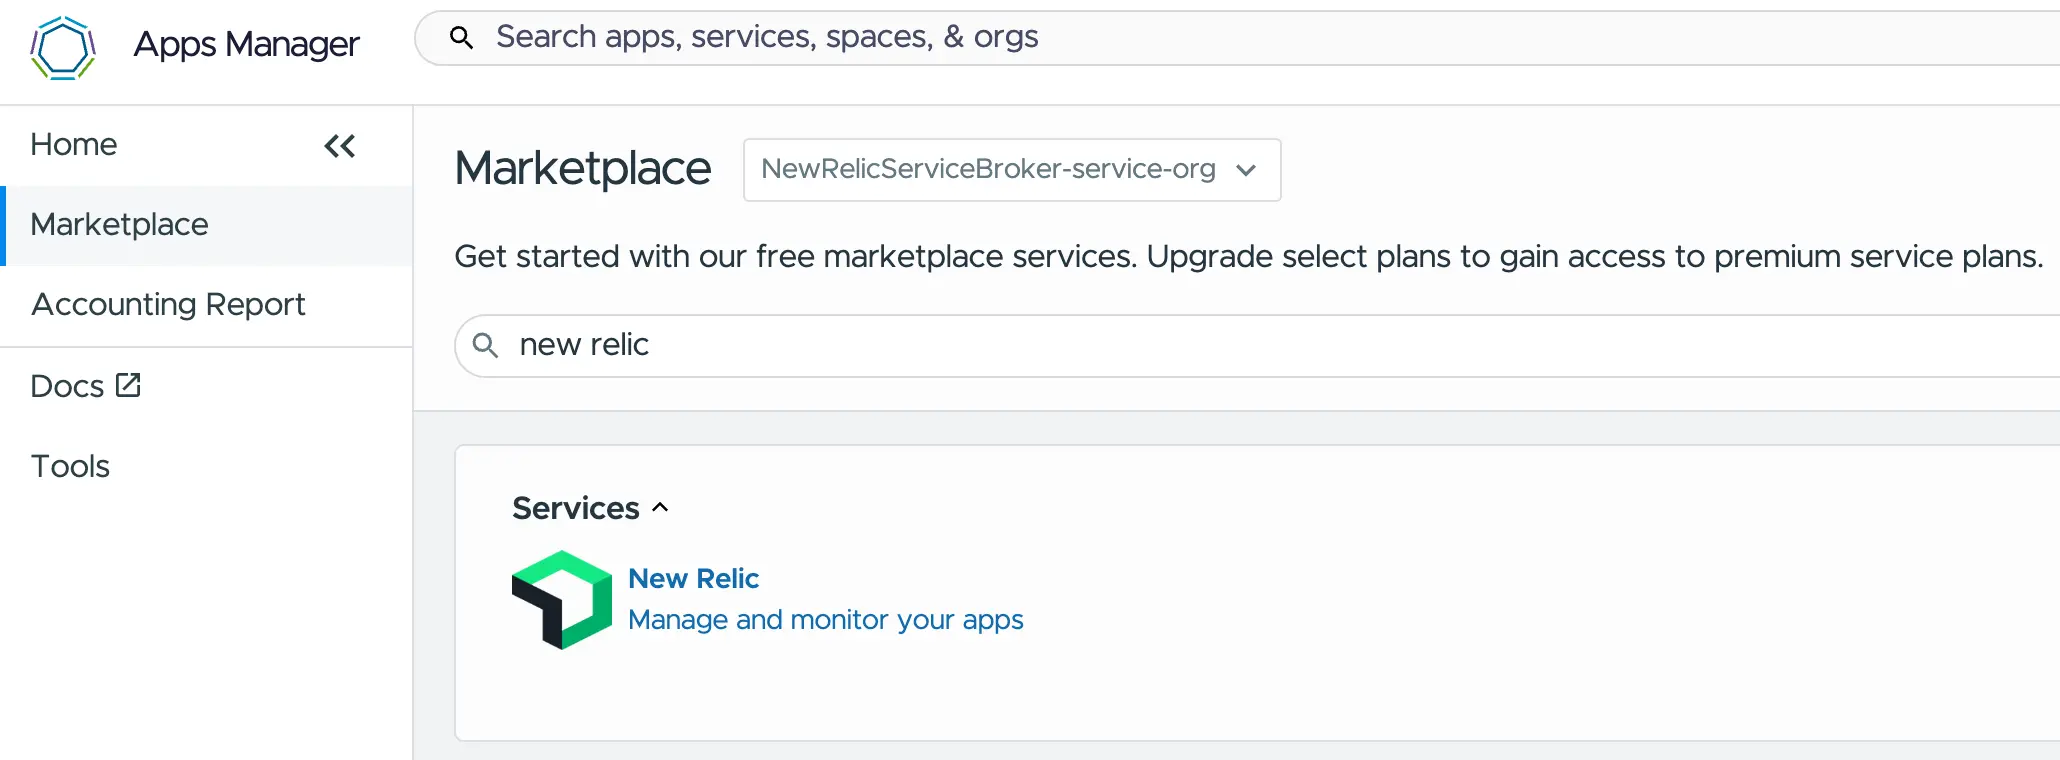 Apps Manager
Search apps, services, spaces, & orgs
Home
Marketplace
Accounting Report
Docs
Tools
Marketplace
NewRelicServiceBroker-service-org
Get started with our free marketplace services. Upgrade select plans to gain access to premium service plans.
new relic
Services
New Relic
Manage and monitor your apps